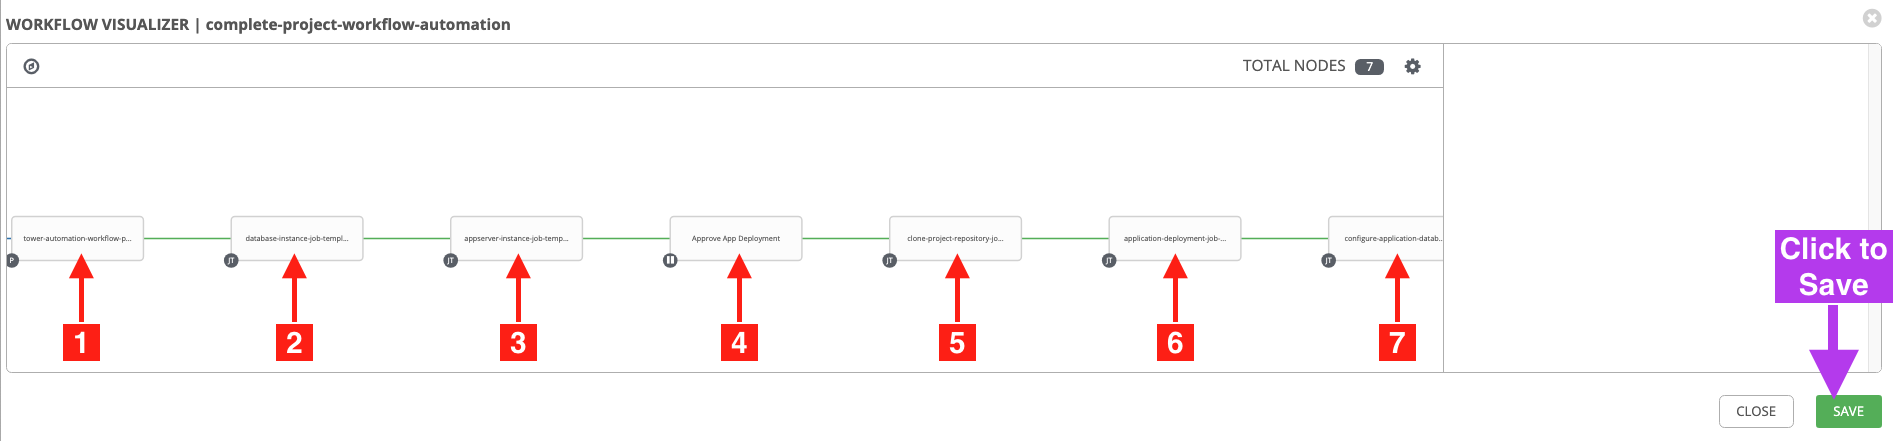 WORKFLOW VISUALIZER | complete-project-workflow-automation
TOTAL NODES 7
tower-automation-workflow-p...
database-instance-job-templ...
appserver-instance-job-temp...
Approve App Deployment
clone-project-repository-jo...
application-deployment-job-...
configure-application-datab..
P
JT
JT
JT
JT
JT
Click to
Save
1
2
3
4
5
6
7
CLOSE
SAVE